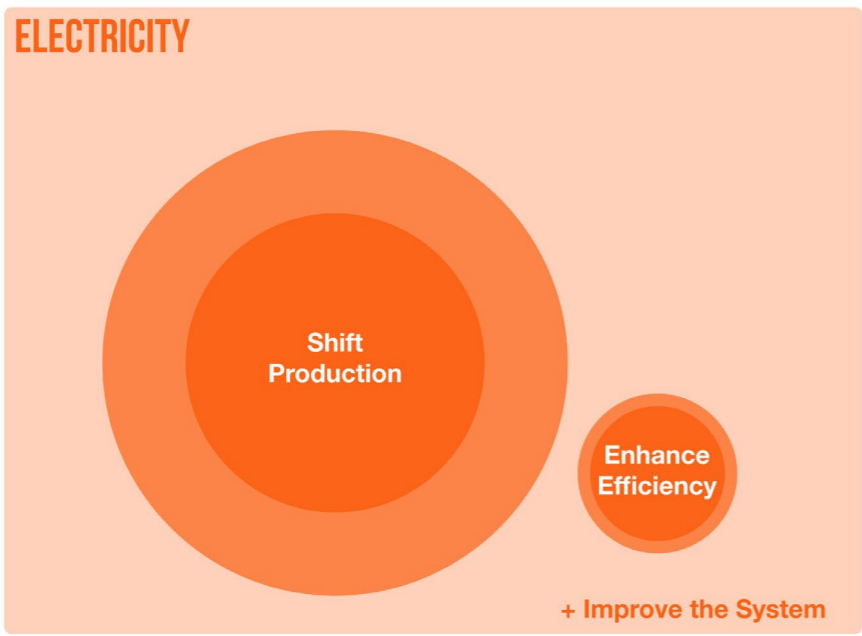 ELECTRICITY
Shift
Production
Enhance
Efficiency
+ Improve the System